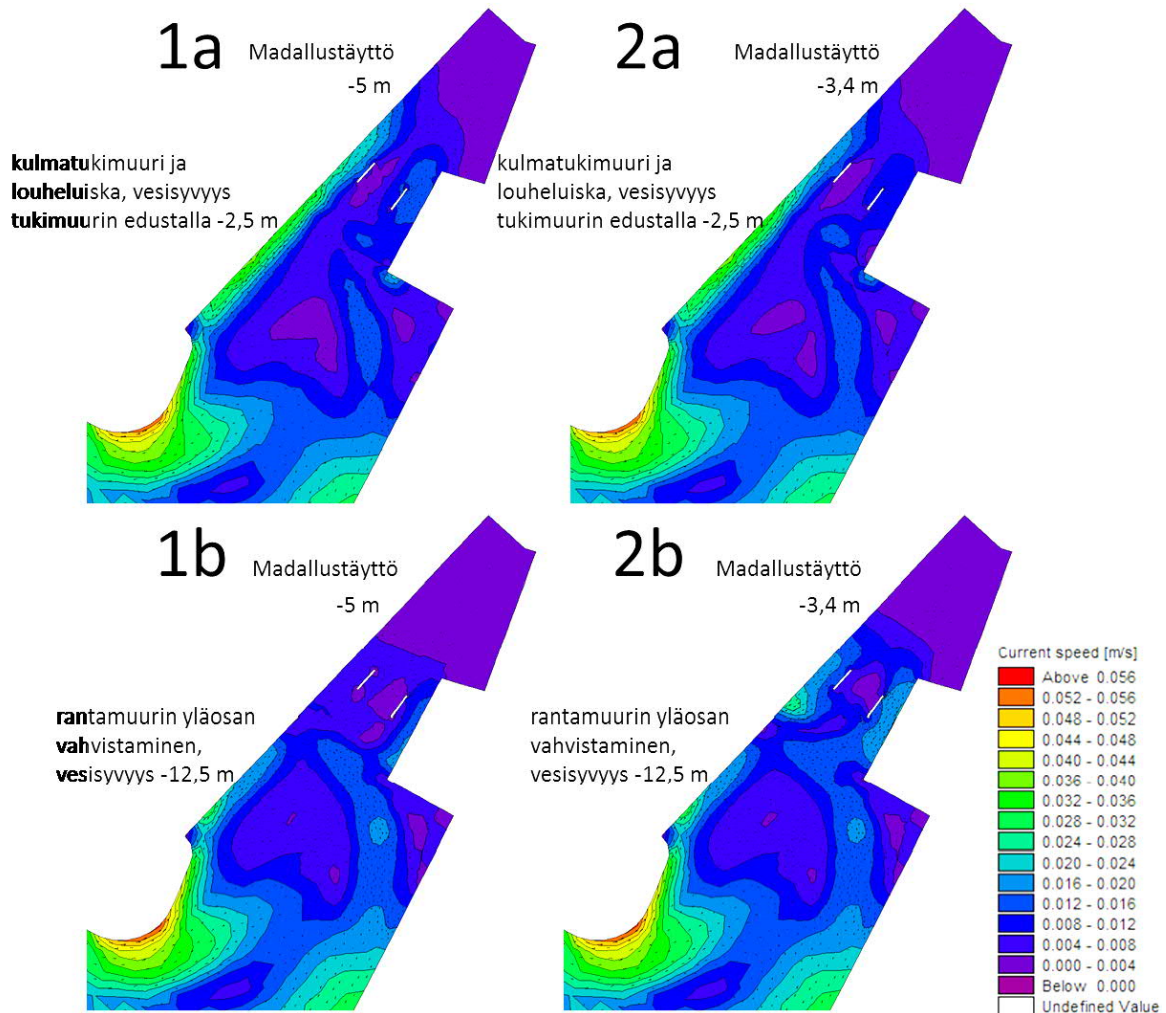 1a
Madallustäyttö
-5 m
kulmatukimuuri ja
louheluiska, vesisyvyys
tukimuurin edustalla -2,5 m
2a
Madallustäyttö
-3,4 m
kulmatukimuuri ja
louheluiska, vesisyvyys
tukimuurin edustalla -2,5 m
1b
Madallustäyttö
-5 m
rantamuurin yläosan
vahvistaminen,
vesisyvyys -12,5 m
2b
Madallustäyttö
-3,4 m
rantamuurin yläosan
vahvistaminen,
vesisyvyys -12,5 m
Current speed [m/s]
Above 0.056
0.052 - 0.056
0.048 - 0.052
0.044 - 0.048
0.040 - 0.044
0.036 - 0.040
0.032 - 0.036
0.028 - 0.032
0.024 - 0.028
0.020 - 0.024
0.016 - 0.020
0.012 - 0.016
0.008 - 0.012
0.004 - 0.008
0.000 - 0.004
Below 0.000
Undefined Value